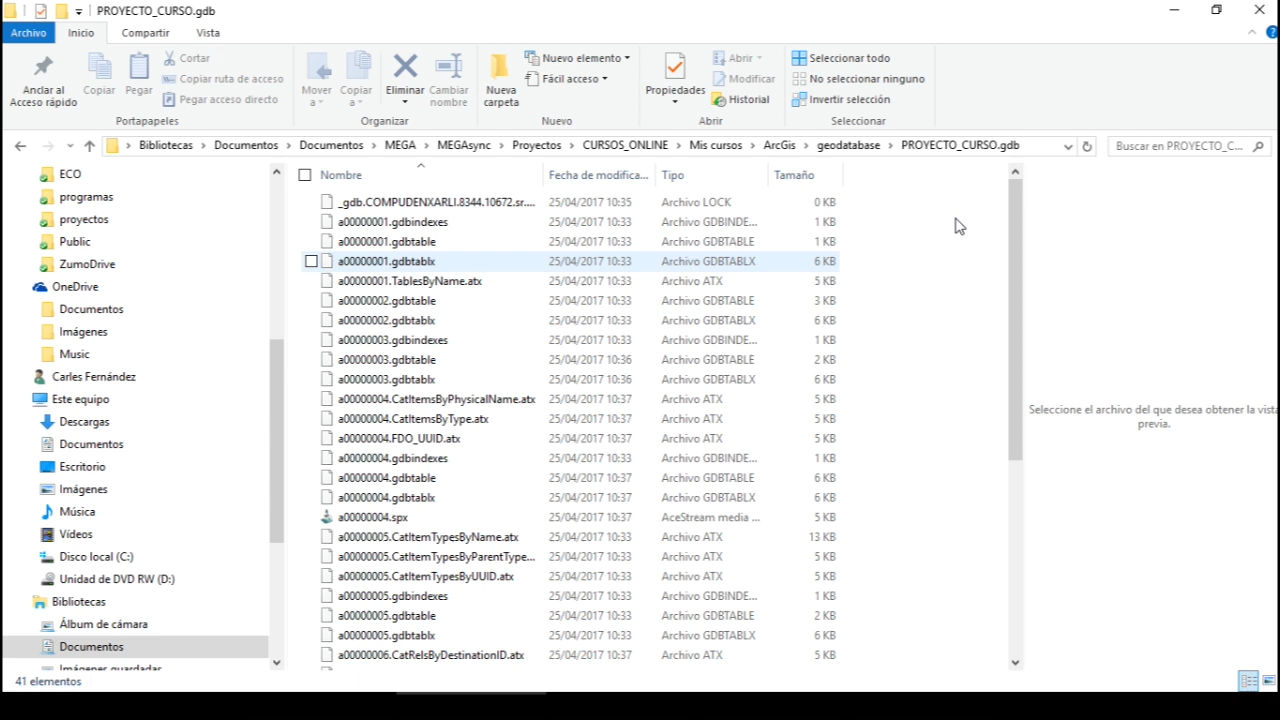 PROYECTO_CURSO.gdb
Archivo Inicio Compartir Vista
Anclar al Acceso rápido
Copiar
Pegar
Cortar
Copiar ruta de acceso
Pegar acceso directo
Portapapeles
Mover a
Copiar a
Eliminar
Cambiar nombre
Organizar
Nueva carpeta
Nuevo elemento
Fácil acceso
Nuevo
Propiedades
Abrir
Modificar
Historial
Abrir
Seleccionar todo
No seleccionar ninguno
Invertir selección
Seleccionar
Bibliotecas > Documentos > Documentos > MEGA > MEGAsync > Proyectos > CURSOS_ONLINE > Mis cursos > ArcGis > geodatabase > PROYECTO_CURSO.gdb
Buscar en PROYECTO_C...
ECO
programas
proyectos
Public
ZumoDrive
OneDrive
Documentos
Imágenes
Music
Carles Fernández
Este equipo
Descargas
Documentos
Escritorio
Imágenes
Música
Vídeos
Disco local (C:)
Unidad de DVD RW (D:)
Bibliotecas
Álbum de cámara
Documentos
Imágenes guardadas
Nombre Fecha de modifica... Tipo Tamaño
_gdb.COMPUDENXARLI.8344.10672.sr.... 25/04/2017 10:35 Archivo LOCK 0 KB
a00000001.gdbindexes 25/04/2017 10:33 Archivo GDBINDE... 1 KB
a00000001.gdbtable 25/04/2017 10:33 Archivo GDBTABLE 1 KB
a00000001.gdbtablx 25/04/2017 10:33 Archivo GDBTABLX 6 KB
a00000001.TablesByName.atx 25/04/2017 10:33 Archivo ATX 5 KB
a00000002.gdbtable 25/04/2017 10:33 Archivo GDBTABLE 3 KB
a00000002.gdbtablx 25/04/2017 10:33 Archivo GDBTABLX 6 KB
a00000003.gdbindexes 25/04/2017 10:33 Archivo GDBINDE... 1 KB
a00000003.gdbtable 25/04/2017 10:36 Archivo GDBTABLE 2 KB
a00000003.gdbtablx 25/04/2017 10:36 Archivo GDBTABLX 6 KB
a00000004.CatItemsByPhysicalName.atx 25/04/2017 10:37 Archivo ATX 5 KB
a00000004.CatItemsByType.atx 25/04/2017 10:37 Archivo ATX 5 KB
a00000004.FDO_UUID.atx 25/04/2017 10:37 Archivo ATX 5 KB
a00000004.gdbindexes 25/04/2017 10:33 Archivo GDBINDE... 1 KB
a00000004.gdbtable 25/04/2017 10:37 Archivo GDBTABLE 6 KB
a00000004.gdbtablx 25/04/2017 10:37 Archivo GDBTABLX 6 KB
a00000004.spx 25/04/2017 10:37 AceStream media ... 5 KB
a00000005.CatItemTypesByName.atx 25/04/2017 10:33 Archivo ATX 13 KB
a00000005.CatItemTypesByParentType... 25/04/2017 10:33 Archivo ATX 5 KB
a00000005.CatItemTypesByUUID.atx 25/04/2017 10:33 Archivo ATX 5 KB
a00000005.gdbindexes 25/04/2017 10:33 Archivo GDBINDE... 1 KB
a00000005.gdbtable 25/04/2017 10:33 Archivo GDBTABLE 2 KB
a00000005.gdbtablx 25/04/2017 10:33 Archivo GDBTABLX 6 KB
a00000006.CatRelsByDestinationID.atx 25/04/2017 10:37 Archivo ATX 5 KB
Seleccione el archivo del que desea obtener la vista
previa.
41 elementos